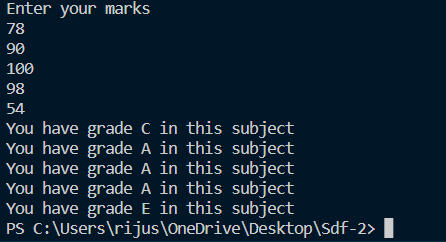 Enter your marks
78
90
100
98
54
You have grade C in this subject
You have grade A in this subject
You have grade A in this subject
You have grade A in this subject
You have grade E in this subject
PS C:\Users\rijus\OneDrive\Desktop\Sdf-2>